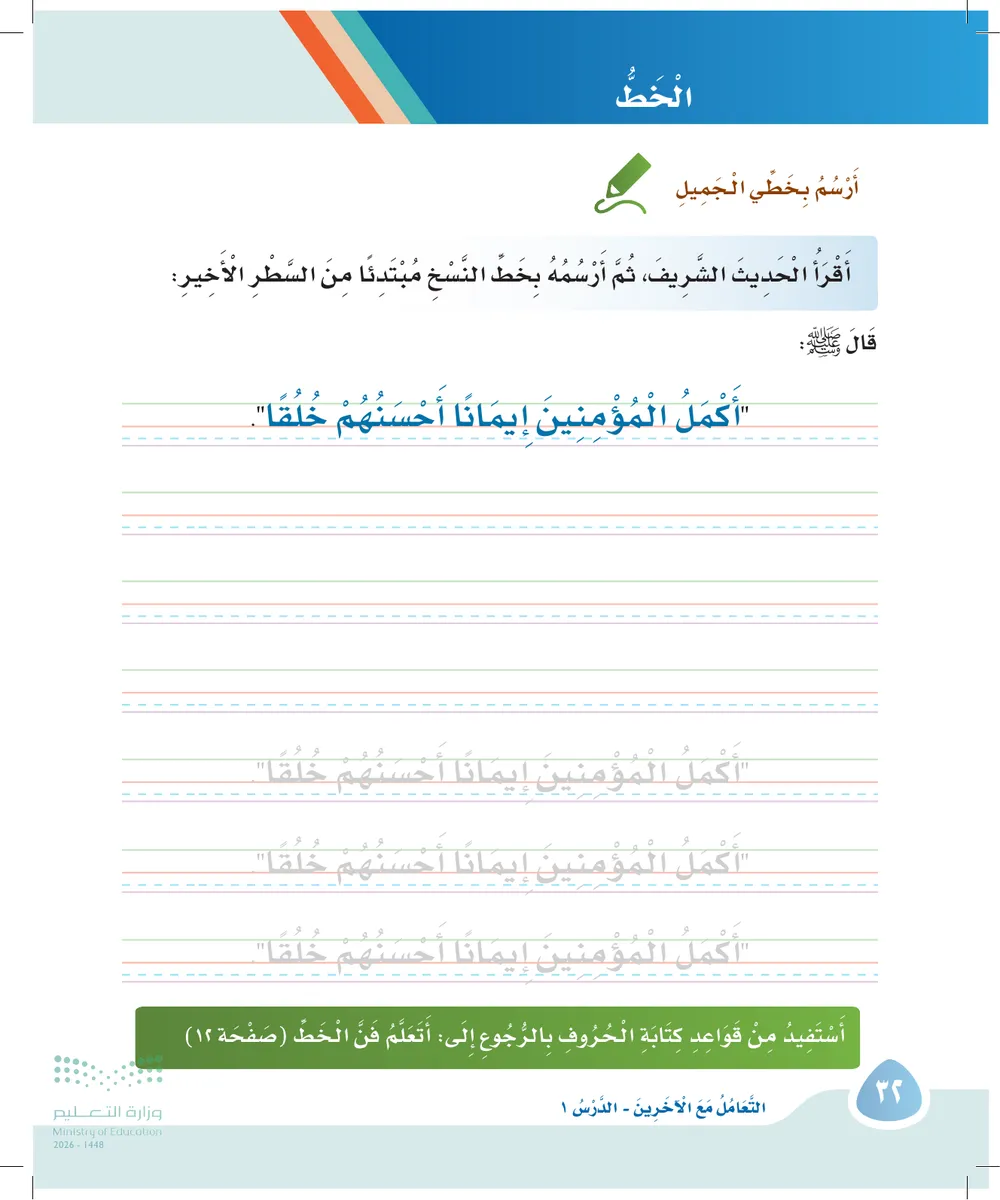 الْخَطُّ
أَرْسُمُ بِخَطِّي الْجَمِيلِ
أَقْرَأُ الْحَدِيثَ الشَّرِيفَ، ثُمَّ أَرْسُمُهُ بِخَطِّ النَّسْخِ مُبْتَدِئًا مِنَ السَّطْرِ الْأَخِيرِ:
قَالَ ﷺ:
"أَكْمَلُ الْمُؤْمِنِينَ إِيمَانًا أَحْسَنُهُمْ خُلُقًا".
"أَكْمَلُ الْمُؤْمِنِينَ إِيمَانًا أَحْسَنُهُمْ خُلُقًا".
"أَكْمَلُ الْمُؤْمِنِينَ إِيمَانًا أَحْسَنُهُمْ خُلُقًا".
"أَكْمَلُ الْمُؤْمِنِينَ إِيمَانًا أَحْسَنُهُمْ خُلُقًا".
أَسْتَفِيدُ مِنْ قَوَاعِدِ كِتَابَةِ الْحُرُوفِ بِالرُّجُوعِ إِلَى: أَتَعَلَّمُ فَنَّ الْخَطِّ (صَفْحَة ١٢)
٣٢
التَّعَامُلُ مَعَ الْآخَرِينَ - الدَّرْسُ ١
وزارة التعـليم
Ministry of Education
2026 - 1448